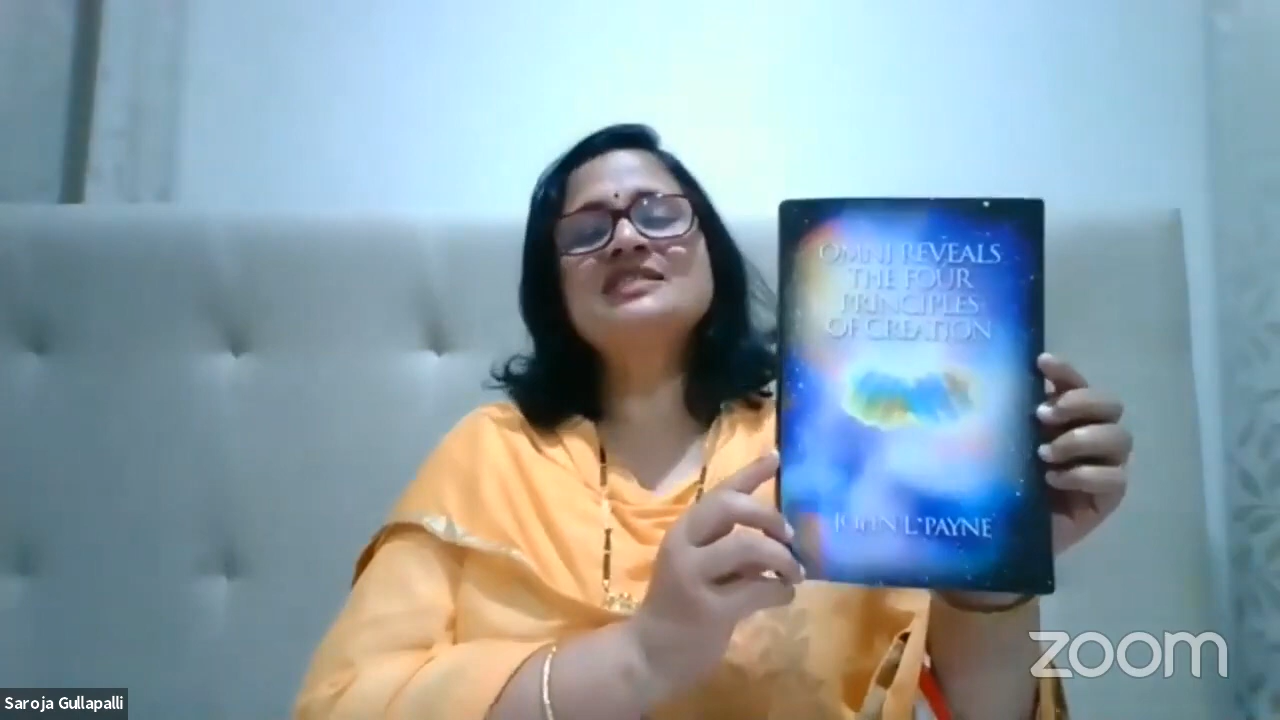 OMNI REVEALS
THE FOUR
PRINCIPLES
OF CREATION
JOHN L PAYNE
zoom
Saroja Gullapalli